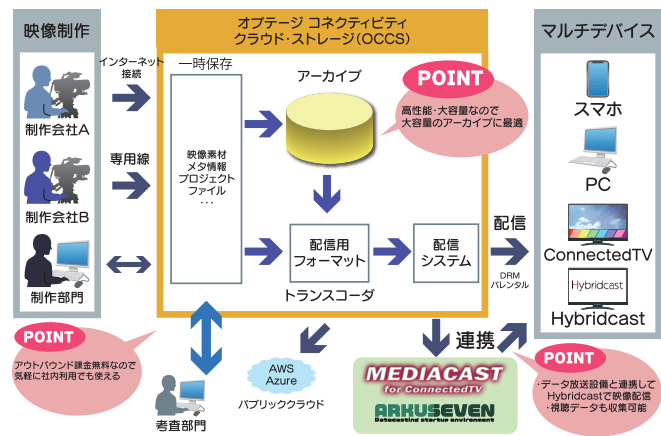 映像制作
制作会社A
制作会社B
制作部門
インターネット
接続
専用線
オプテージ コネクティビティ
クラウド・ストレージ(OCCS)
一時保存
映像素材
メタ情報
プロジェクト
ファイル
・・・
アーカイブ
POINT
高性能・大容量なので
大容量のアーカイブに最適
配信用
フォーマット
トランスコーダ
配信
システム
配信
DRM
バレンタル
マルチデバイス
スマホ
PC
ConnectedTV
Hybridcast
Hybridcast
POINT
アウトバウンド課金無料なので
気軽に社内利用でも使える
考査部門
AWS
Azure
パブリッククラウド
連携
MEDIACAST
for ConnectedTV
ARKUSEVEN
Datacasting startup environment
POINT
・データ放送設備と連携して
Hybridcastで映像配信
・視聴データも収集可能